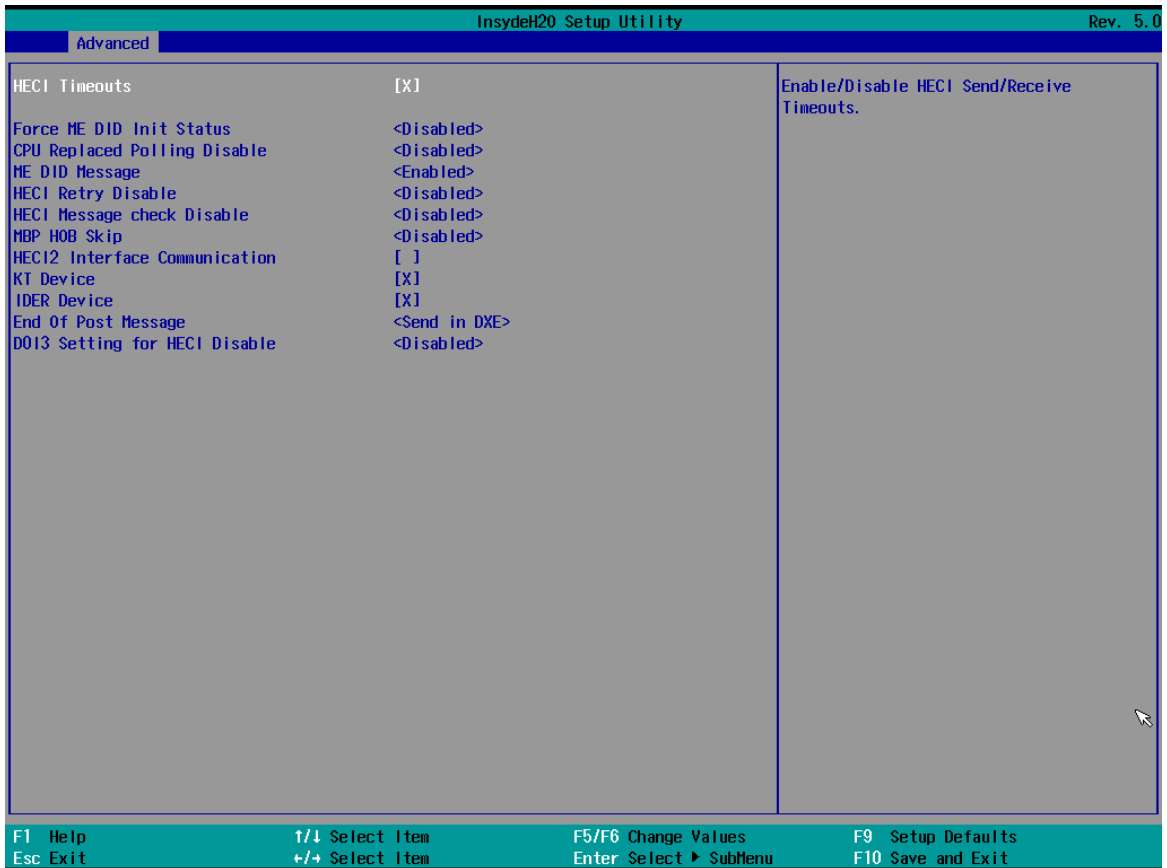 InsydeH20 Setup Utility Rev. 5.0
Advanced
HECI Timeouts [X]
Enable/Disable HECI Send/Receive
Timeouts.
Force ME DID Init Status <Disabled>
CPU Replaced Polling Disable <Disabled>
ME DID Message <Enabled>
HECI Retry Disable <Disabled>
HECI Message check Disable <Disabled>
MBP HOB Skip <Disabled>
HECI2 Interface Communication [ ]
KT Device [X]
IDER Device [X]
End Of Post Message <Send in DXE>
D0I3 Setting for HECI Disable <Disabled>
F1 Help ↑/↓ Select Item F5/F6 Change Values F9 Setup Defaults
Esc Exit ←/→ Select Item Enter Select ▶ SubMenu F10 Save and Exit